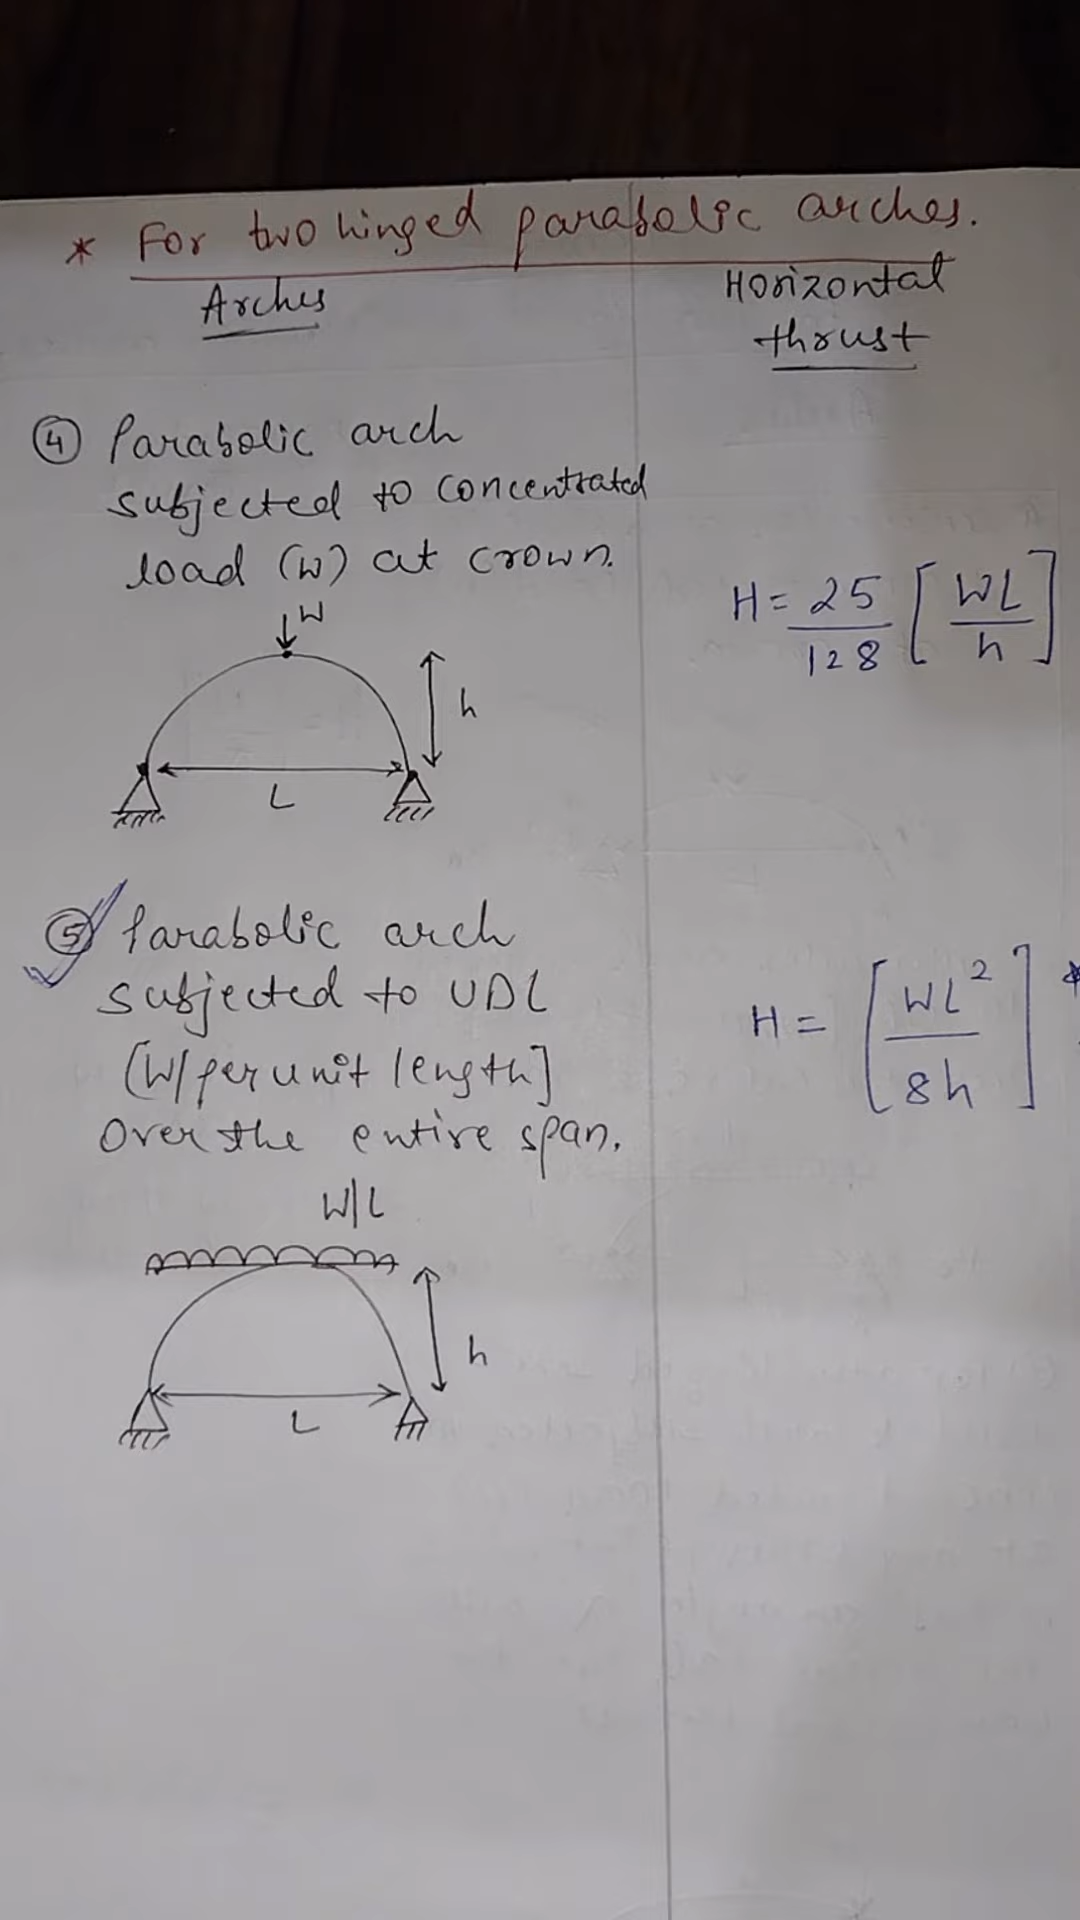 * For two hinged parabolic arches.
Arches
Horizontal
thrust
④ Parabolic arch
subjected to concentrated
load (W) at crown.
H = 25/128 [WL/h]
W
h
L
⑤ Parabolic arch
subjected to UDL
[W/per unit length]
Over the entire span.
H = [WL²/8h] *
W/L
h
L